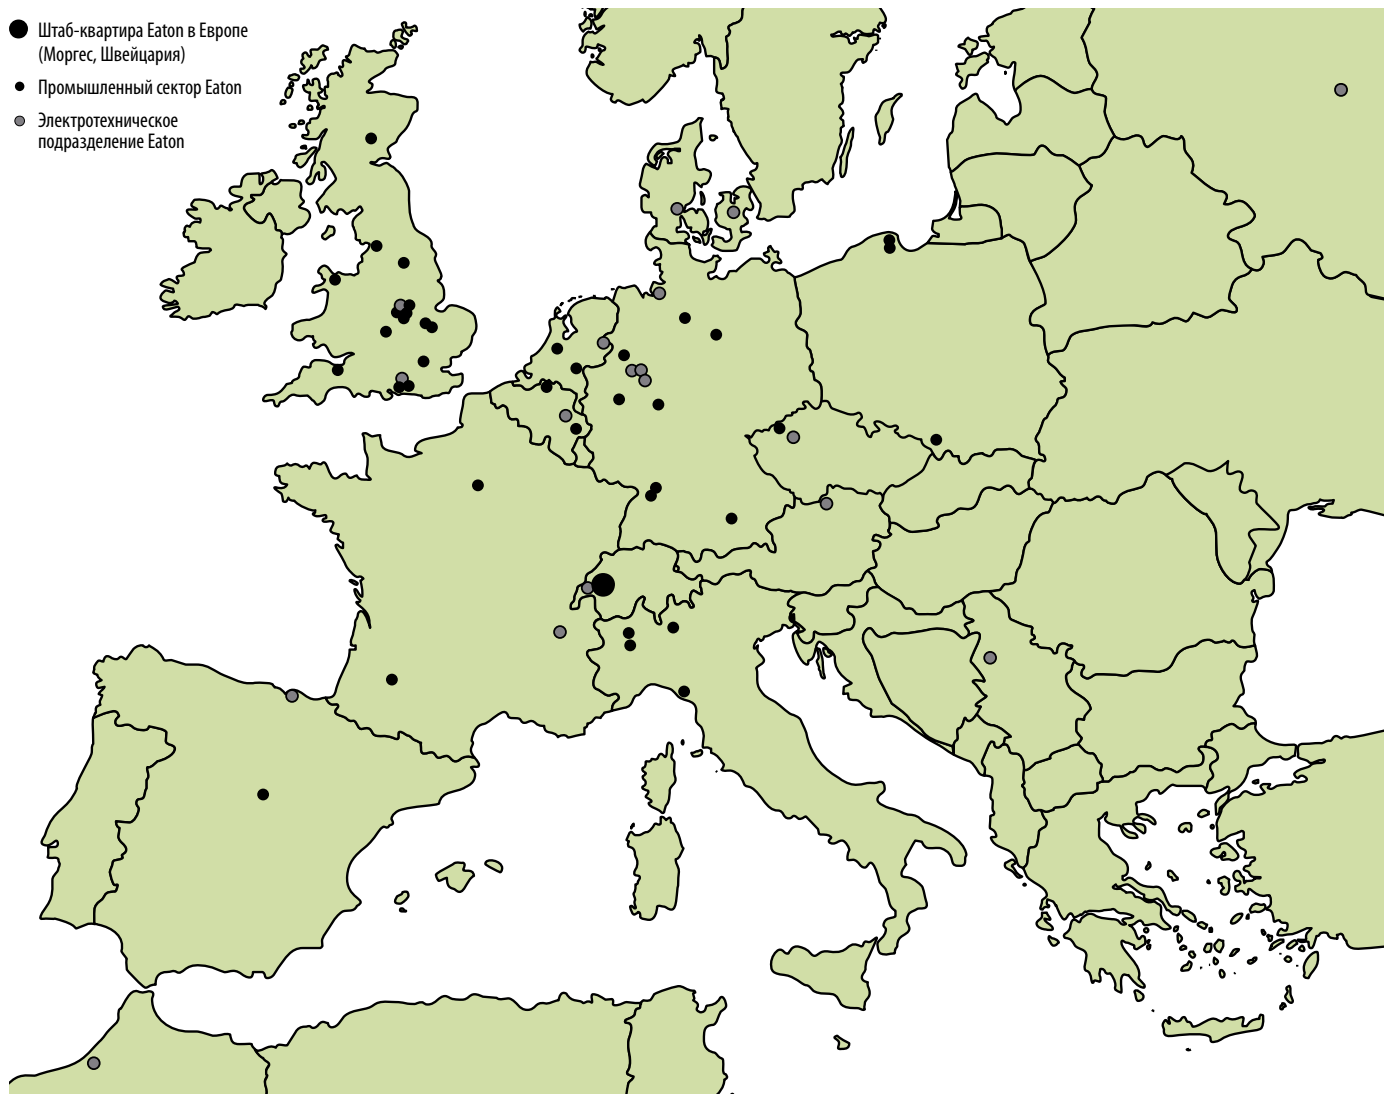 Штаб-квартира Eaton в Европе
(Моргес, Швейцария)
Промышленный сектор Eaton
Электротехническое
подразделение Eaton